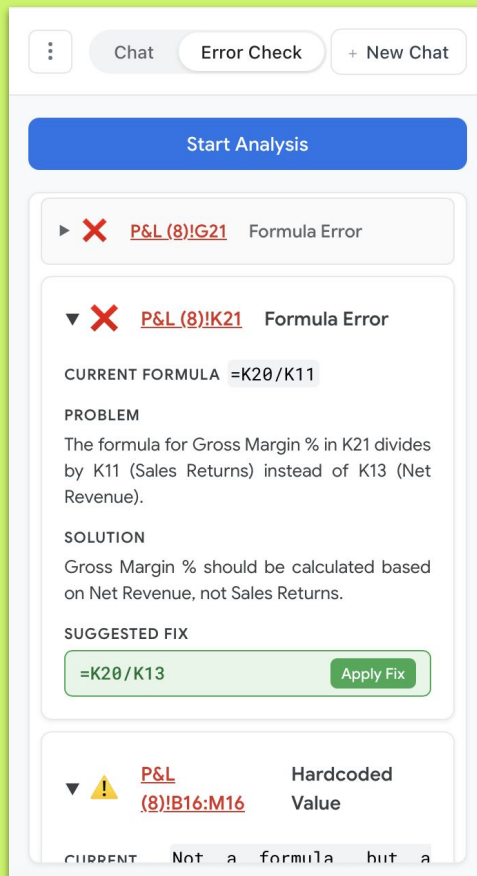 Chat
Error Check
+ New Chat
Start Analysis
P&L (8)!G21 Formula Error
P&L (8)!K21 Formula Error
CURRENT FORMULA =K20/K11
PROBLEM
The formula for Gross Margin % in K21 divides
by K11 (Sales Returns) instead of K13 (Net
Revenue).
SOLUTION
Gross Margin % should be calculated based
on Net Revenue, not Sales Returns.
SUGGESTED FIX
=K20/K13
Apply Fix
P&L
(8)!B16:M16
Hardcoded
Value
CURRENT Not a formula, but a